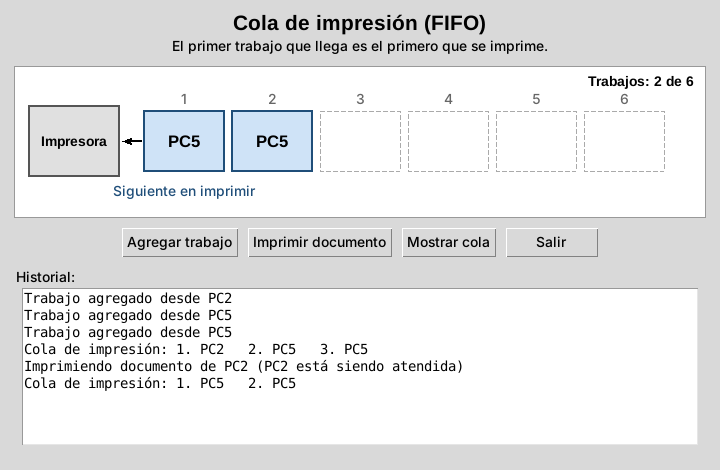 Cola de impresión (FIFO)
El primer trabajo que llega es el primero que se imprime.
Trabajos: 2 de 6
1 2 3 4 5 6
Impresora PC5 PC5
Siguiente en imprimir
Agregar trabajo Imprimir documento Mostrar cola Salir
Historial:
Trabajo agregado desde PC2
Trabajo agregado desde PC5
Trabajo agregado desde PC5
Cola de impresión: 1. PC2   2. PC5   3. PC5
Imprimiendo documento de PC2 (PC2 está siendo atendida)
Cola de impresión: 1. PC5   2. PC5